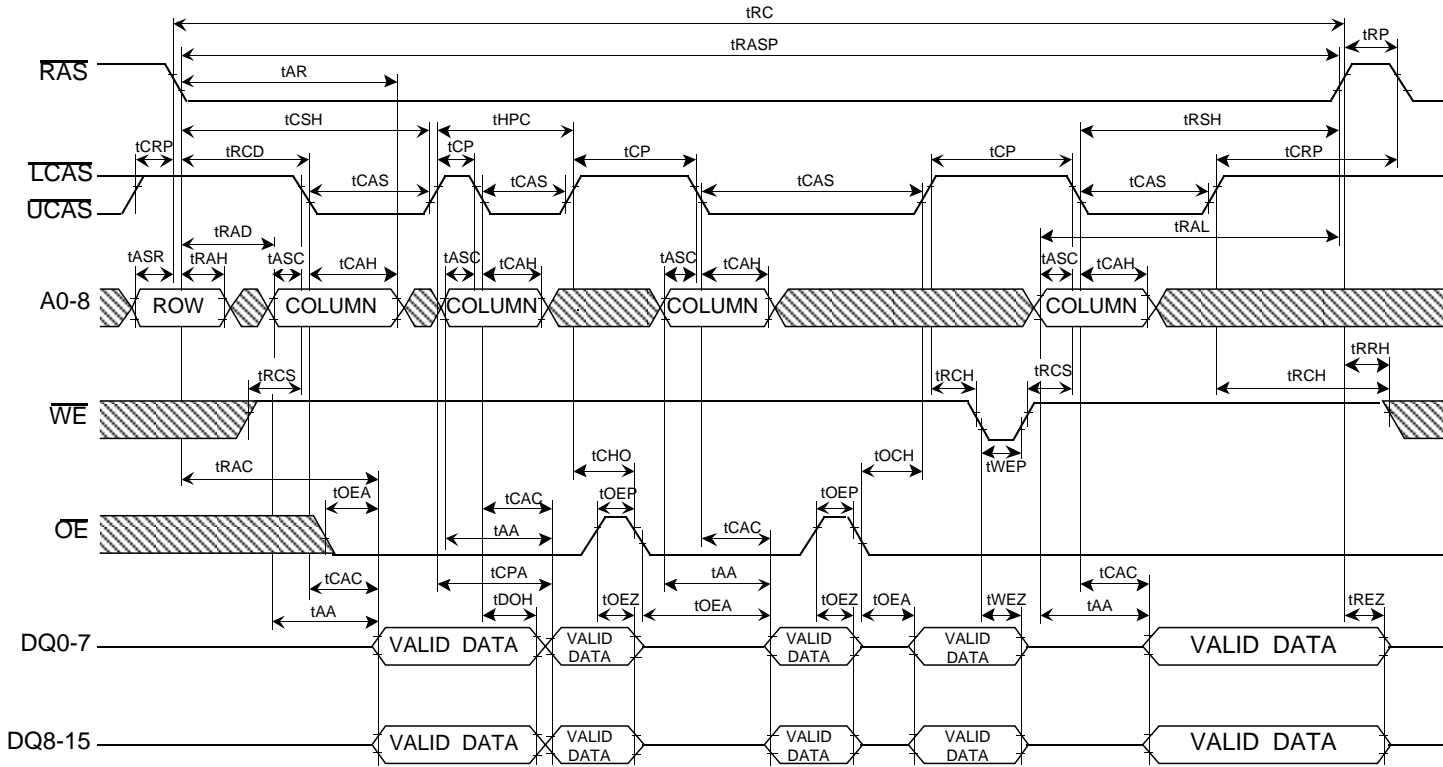 tRC
tRASP
tRP
RAS
tAR
tCSH
tHPC
tRSH
tCRP
tRCD
tCP
tCP
tCP
tCRP
LCAS
tCAS
tCAS
tCAS
tCAS
UCAS
tRAD
tRAL
tASR
tRAH
tASC
tCAH
tASC
tCAH
tASC
tCAH
tASC
tCAH
A0-8
ROW
COLUMN
COLUMN
COLUMN
COLUMN
tRRH
tRCS
tRCH
tRCS
tRCH
WE
tWEP
tRAC
tCHO
tOCH
tOEA
tCAC
tOEP
tOEP
OE
tAA
tCAC
tCAC
tCPA
tAA
tCAC
tAA
tDOH
tOEZ
tOEA
tOEZ
tOEA
tWEZ
tAA
tREZ
DQ0-7
VALID DATA
VALID DATA
VALID DATA
VALID DATA
VALID DATA
DQ8-15
VALID DATA
VALID DATA
VALID DATA
VALID DATA
VALID DATA